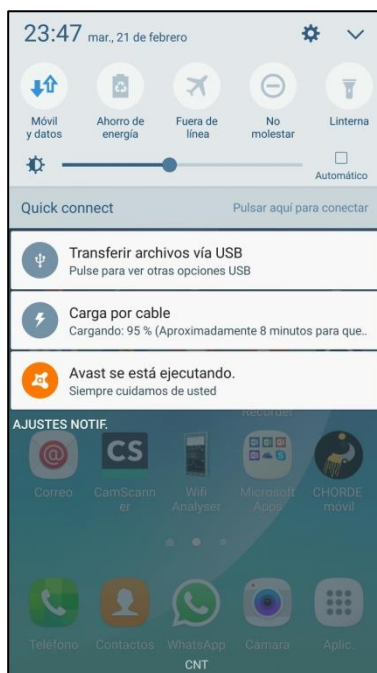 23:47 mar., 21 de febrero
Móvil y datos
Ahorro de energía
Fuera de línea
No molestar
Linterna
Automático
Quick connect Pulsar aquí para conectar
Transferir archivos vía USB
Pulse para ver otras opciones USB
Carga por cable
Cargando: 95 % (Aproximadamente 8 minutos para que..
Avast se está ejecutando.
Siempre cuidamos de usted
Recorder
AJUSTES NOTIF.
CS
Correo
CamScanner
Wifi Analyser
Microsoft Apps
CHORDE móvil
Teléfono
Contactos
WhatsApp
Cámara
Aplic.
CNT